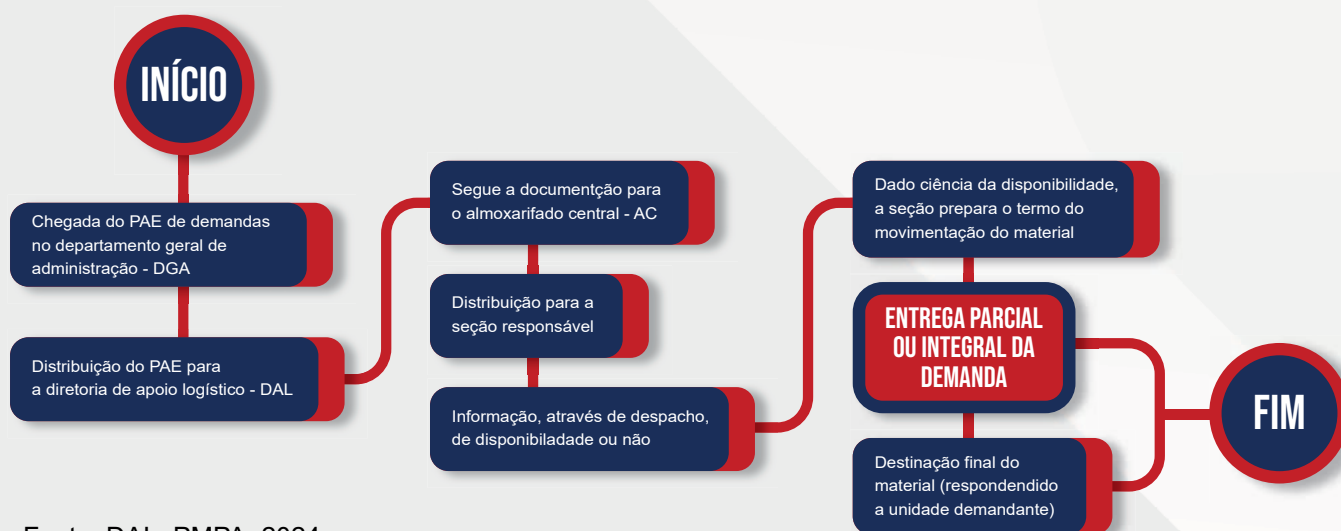 INÍCIO
Chegada do PAE de demandas
no departamento geral de
administração - DGA
Distribuição do PAE para
a diretoria de apoio logístico - DAL
Segue a documentção para
o almoxarifado central - AC
Distribuição para a
seção responsável
Informação, através de despacho,
de disponibiladade ou não
Dado ciência da disponibilidade,
a seção prepara o termo do
movimentação do material
ENTREGA PARCIAL
OU INTEGRAL DA
DEMANDA
Destinação final do
material (respondendido
a unidade demandante)
FIM